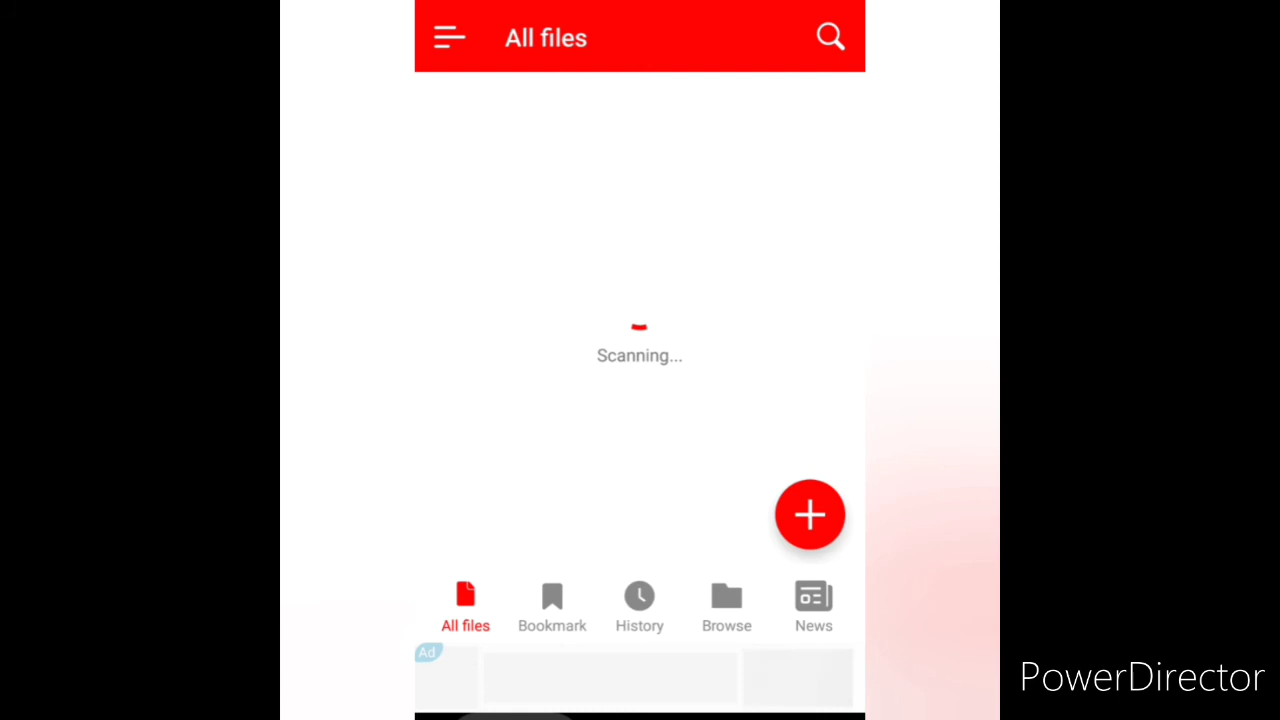 All files
Scanning...
All files
Bookmark
History
Browse
News
Ad
PowerDirector